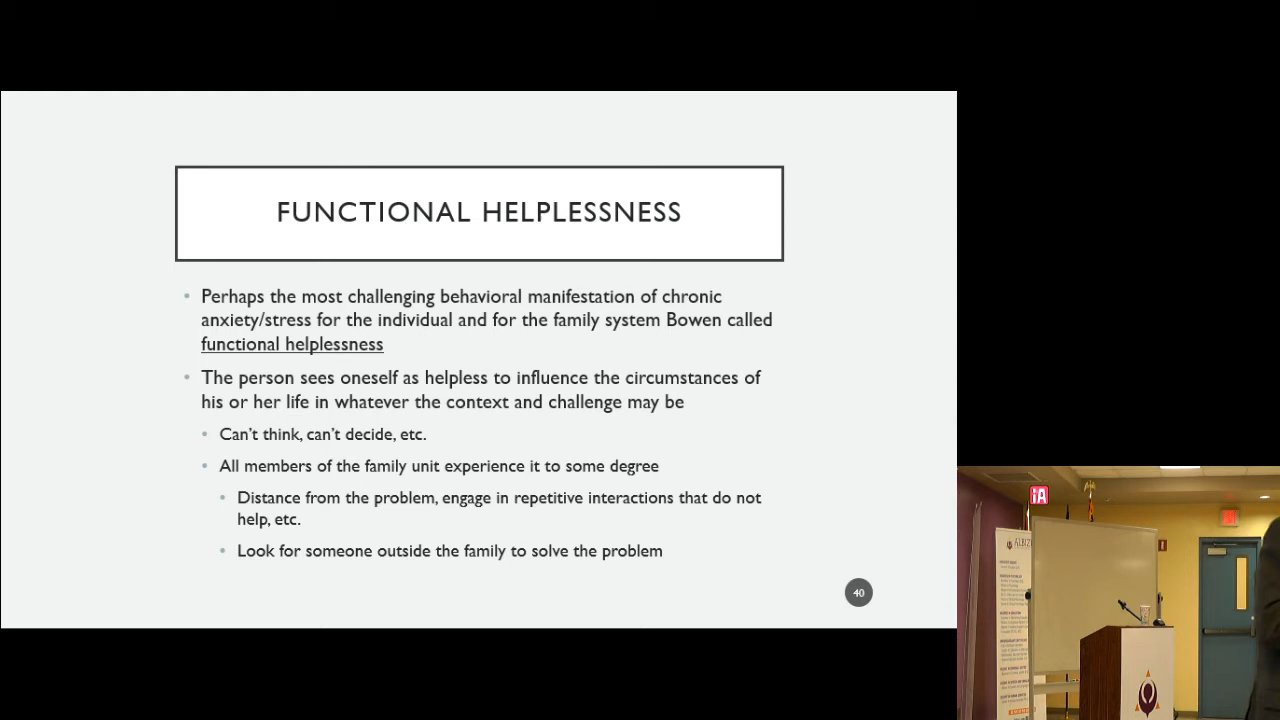 FUNCTIONAL HELPLESSNESS
• Perhaps the most challenging behavioral manifestation of chronic
anxiety/stress for the individual and for the family system Bowen called
functional helplessness
• The person sees oneself as helpless to influence the circumstances of
his or her life in whatever the context and challenge may be
• Can't think, can't decide, etc.
• All members of the family unit experience it to some degree
• Distance from the problem, engage in repetitive interactions that do not
help, etc.
• Look for someone outside the family to solve the problem
40
iA
ALBIZ